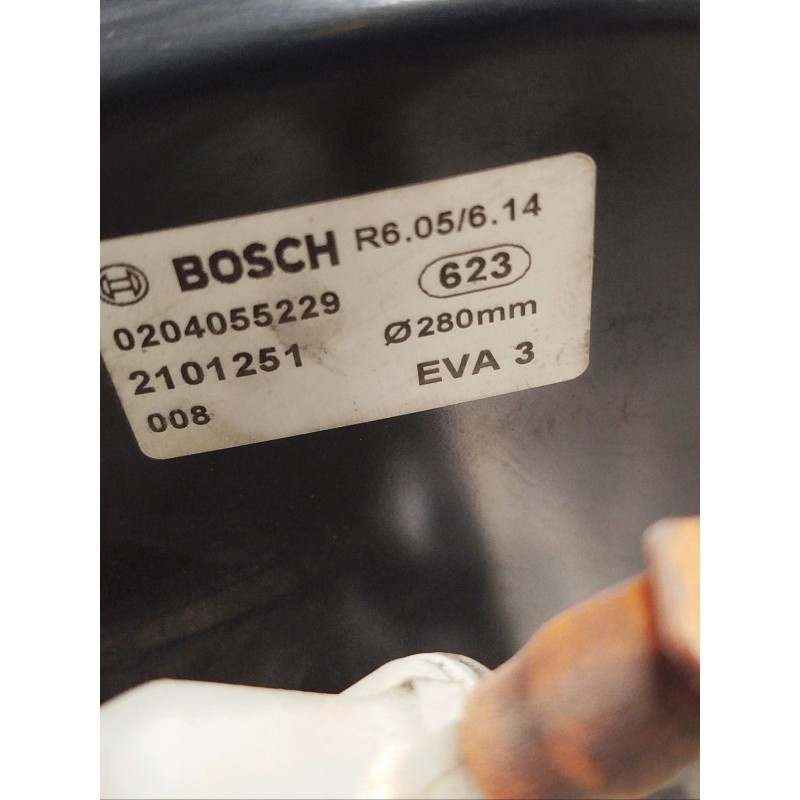 BOSCH R6.05/6.14
0204055229 623
2101251 Ø280mm
008 EVA 3